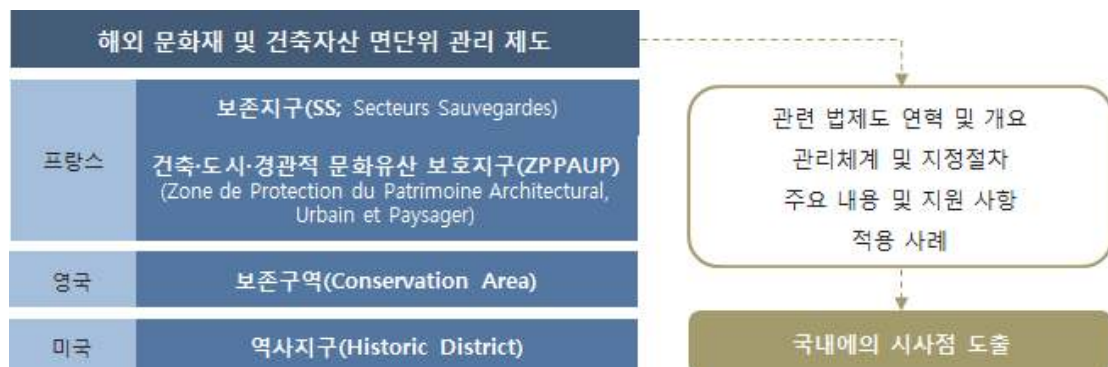 해외 문화재 및 건축자산 면단위 관리 제도
프랑스
보존지구(SS; Secteurs Sauvegardes)
건축·도시·경관적 문화유산 보호지구(ZPPAUP)
(Zone de Protection du Patrimoine Architectural,
Urbain et Paysager)
영국
보존구역(Conservation Area)
미국
역사지구(Historic District)
관련 법제도 연혁 및 개요
관리체계 및 지정절차
주요 내용 및 지원 사항
적용 사례
국내에의 시사점 도출